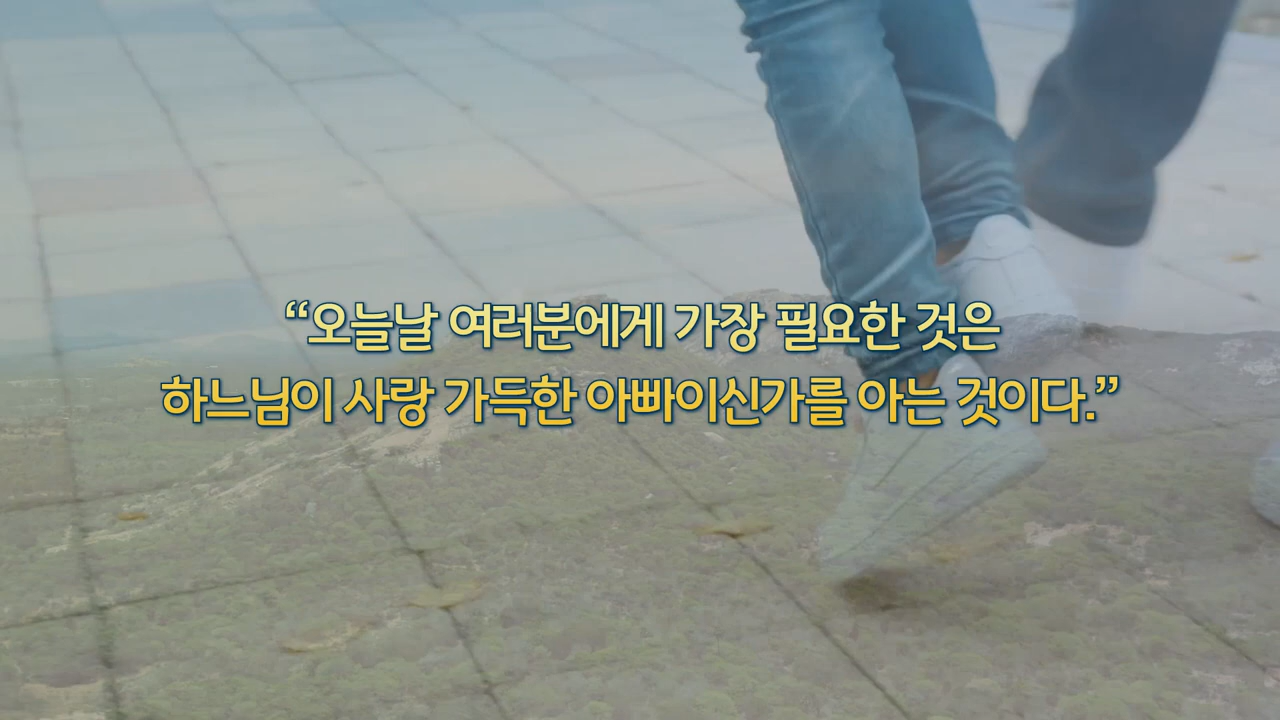 “오늘날 여러분에게 가장 필요한 것은
하느님이 사랑 가득한 아빠이신가를 아는 것이다.”